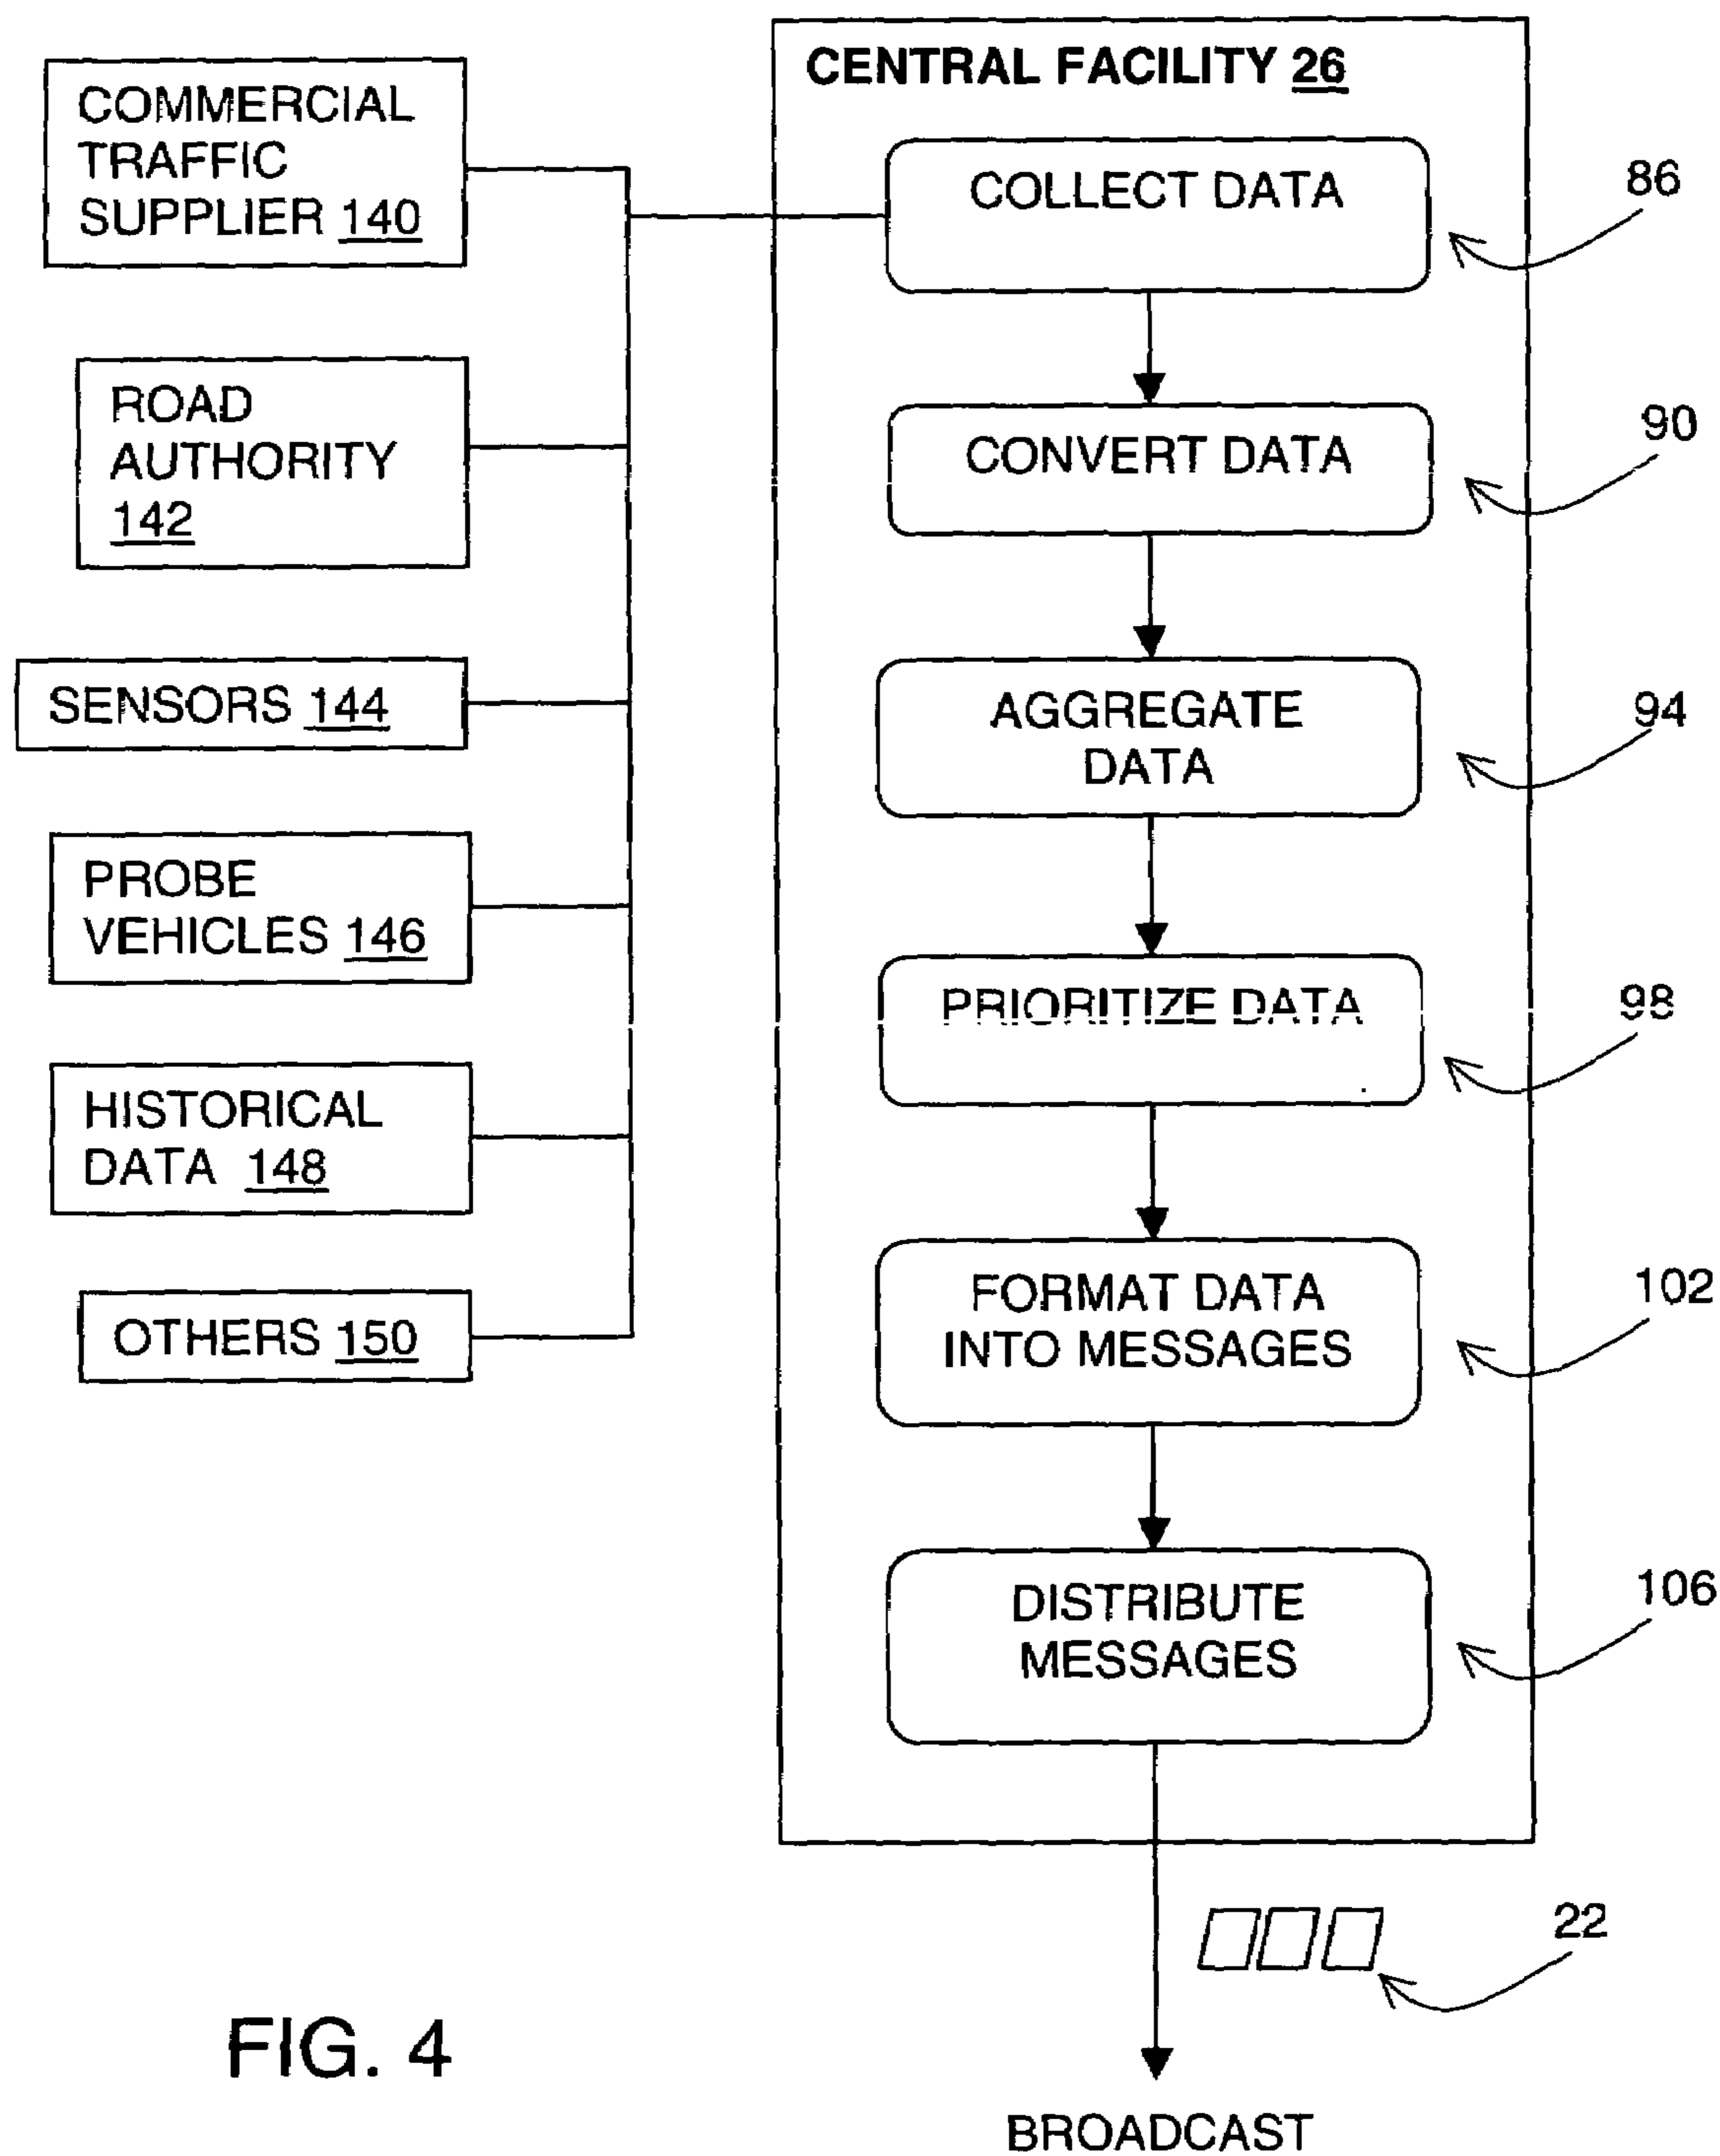 COMMERCIAL
TRAFFIC
SUPPLIER 140
ROAD
AUTHORITY
142
SENSORS 144
PROBE
VEHICLES 146
HISTORICAL
DATA 148
OTHERS 150
CENTRAL FACILITY 26
COLLECT DATA
86
CONVERT DATA
90
AGGREGATE
DATA
94
PRIORITIZE DATA
98
FORMAT DATA
INTO MESSAGES
102
DISTRIBUTE
MESSAGES
106
22
BROADCAST
FIG. 4